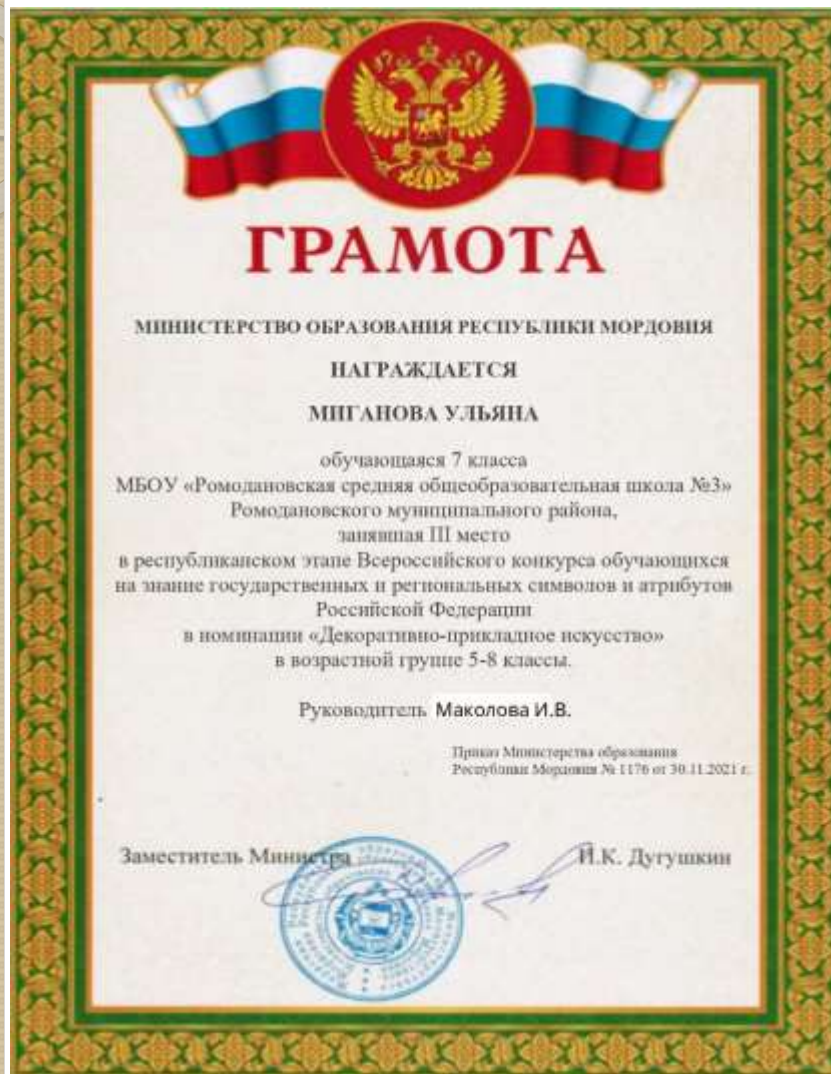 ГРАМОТА
МИНИСТЕРСТВО ОБРАЗОВАНИЯ РЕСПУБЛИКИ МОРДОВИЯ
НАГРАЖДАЕТСЯ
МИГАНОВА УЛЬЯНА
обучающаяся 7 класса
МБОУ «Ромодановская средняя общеобразовательная школа №3»
Ромодановского муниципального района,
занявшая III место
в республиканском этапе Всероссийского конкурса обучающихся
на знание государственных и региональных символов и атрибутов
Российской Федерации
в номинации «Декоративно-прикладное искусство»
в возрастной группе 5-8 классы.
Руководитель Маколова И.В.
Приказ Министерства образования
Республики Мордовия № 1176 от 30.11.2021 г.
Заместитель Министра И.К. Дугушкин